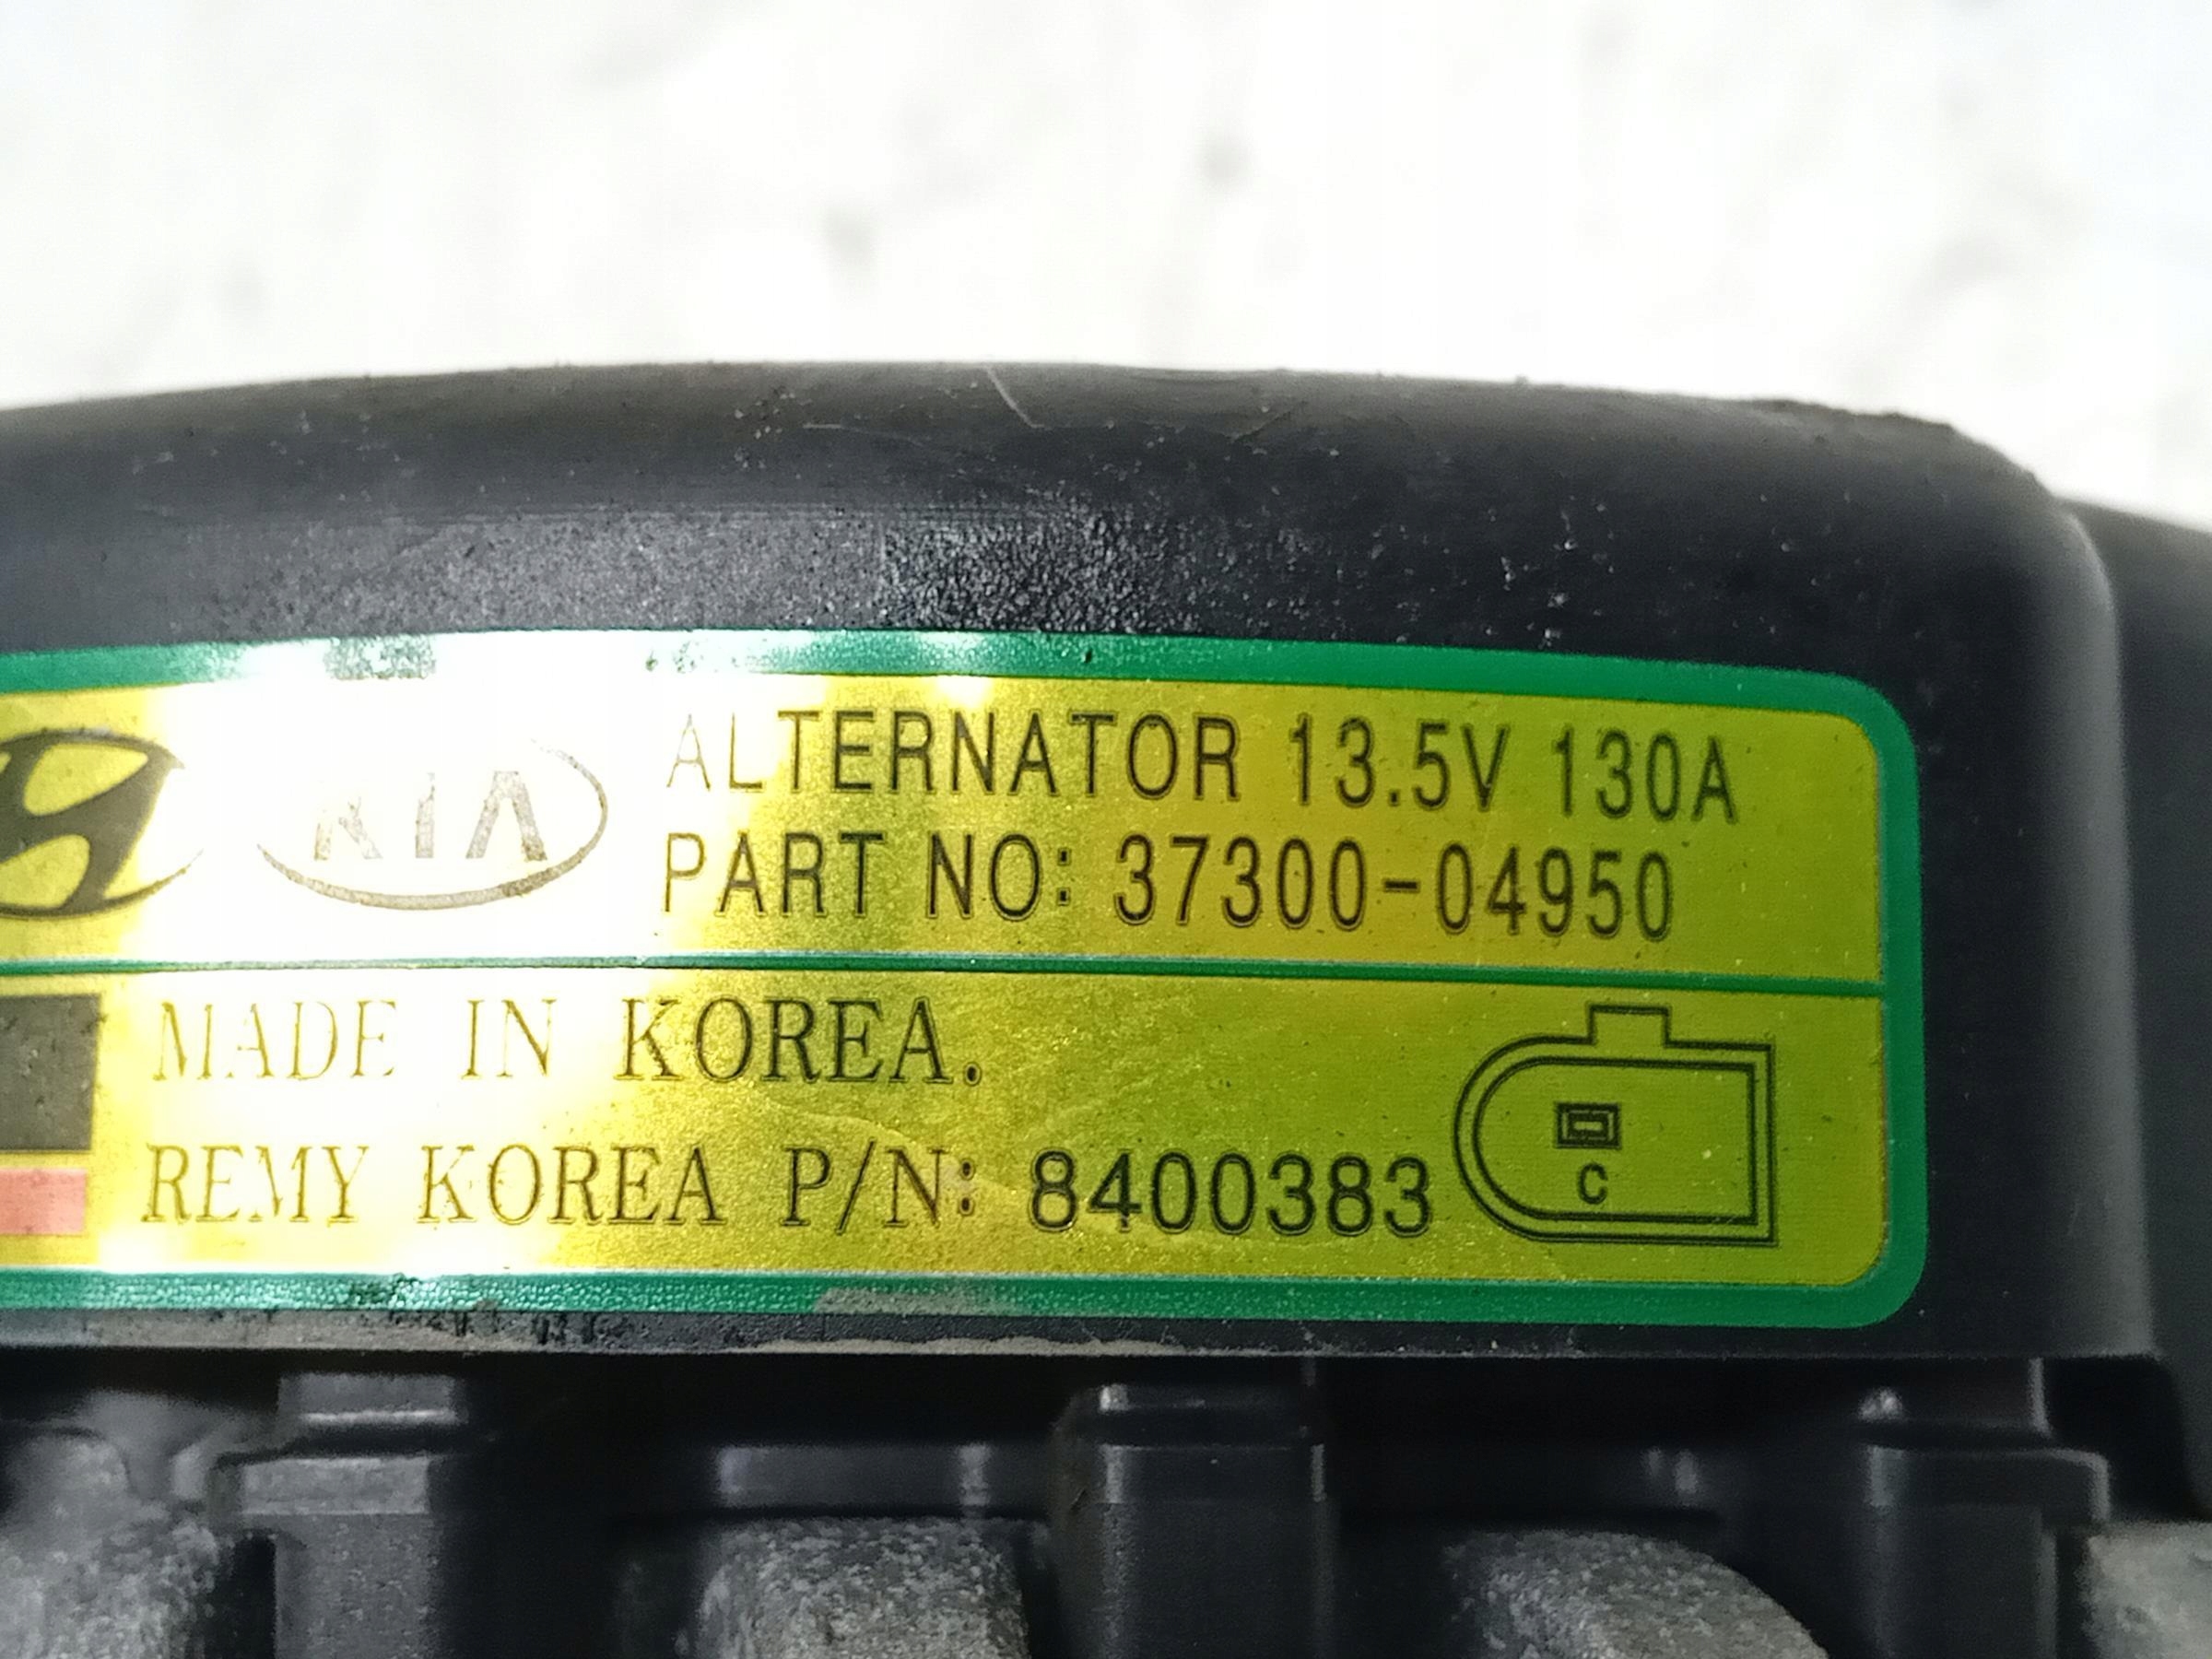 KIA
ALTERNATOR 13.5V 130A
PART NO: 37300-04950
MADE IN KOREA.
REMY KOREA P/N: 8400383
C